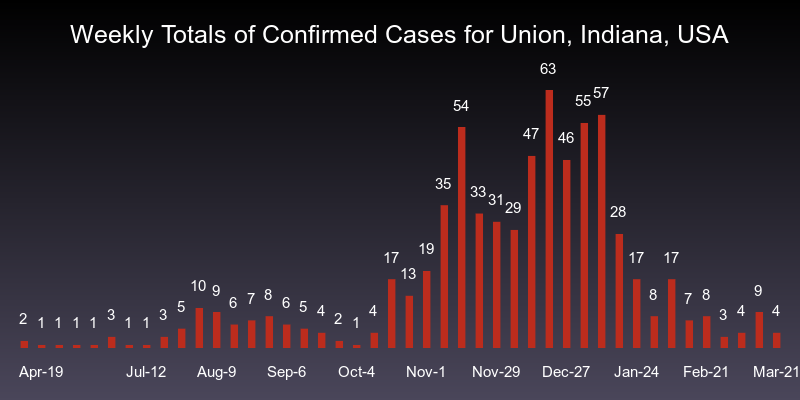 Weekly Totals of Confirmed Cases for Union, Indiana, USA
2 1 1 1 1 3 1 1 3 5 10 9 6 7 8 6 5 4 2 1 4 17 13 19 35 54 33 31 29 47 63 46 55 57 28 17 8 17 7 8 3 4 9 4
Apr-19 Jul-12 Aug-9 Sep-6 Oct-4 Nov-1 Nov-29 Dec-27 Jan-24 Feb-21 Mar-21